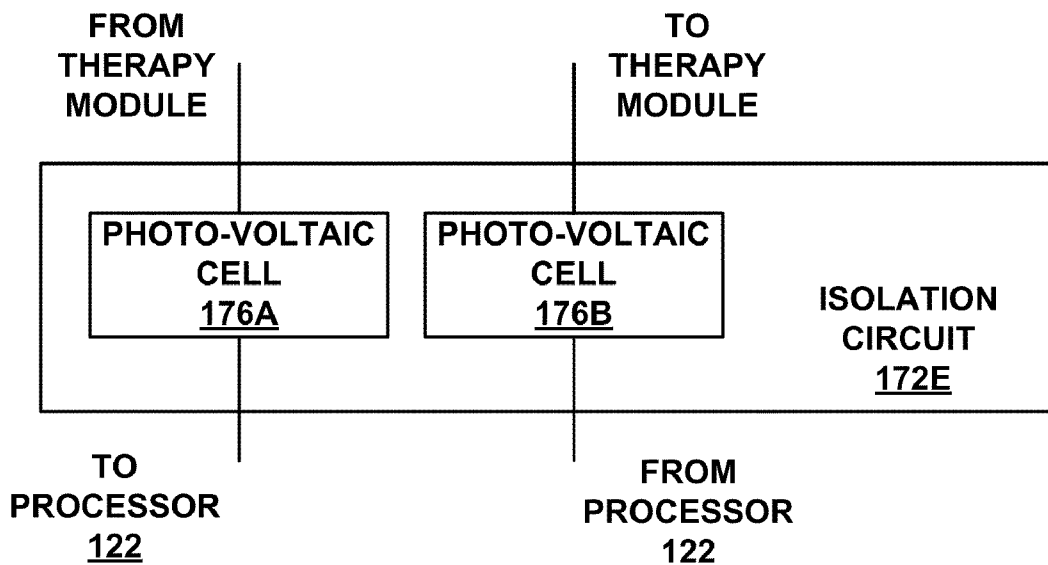 FROM
THERAPY
MODULE
TO
THERAPY
MODULE
PHOTO-VOLTAIC
CELL
176A
PHOTO-VOLTAIC
CELL
176B
ISOLATION
CIRCUIT
172E
TO
PROCESSOR
122
FROM
PROCESSOR
122